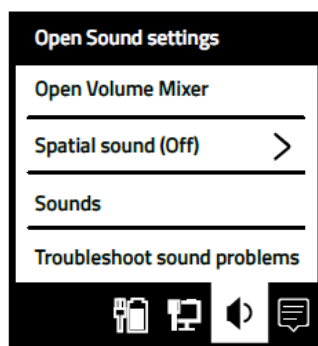 Open Sound settings
Open Volume Mixer
Spatial sound (Off)
Sounds
Troubleshoot sound problems